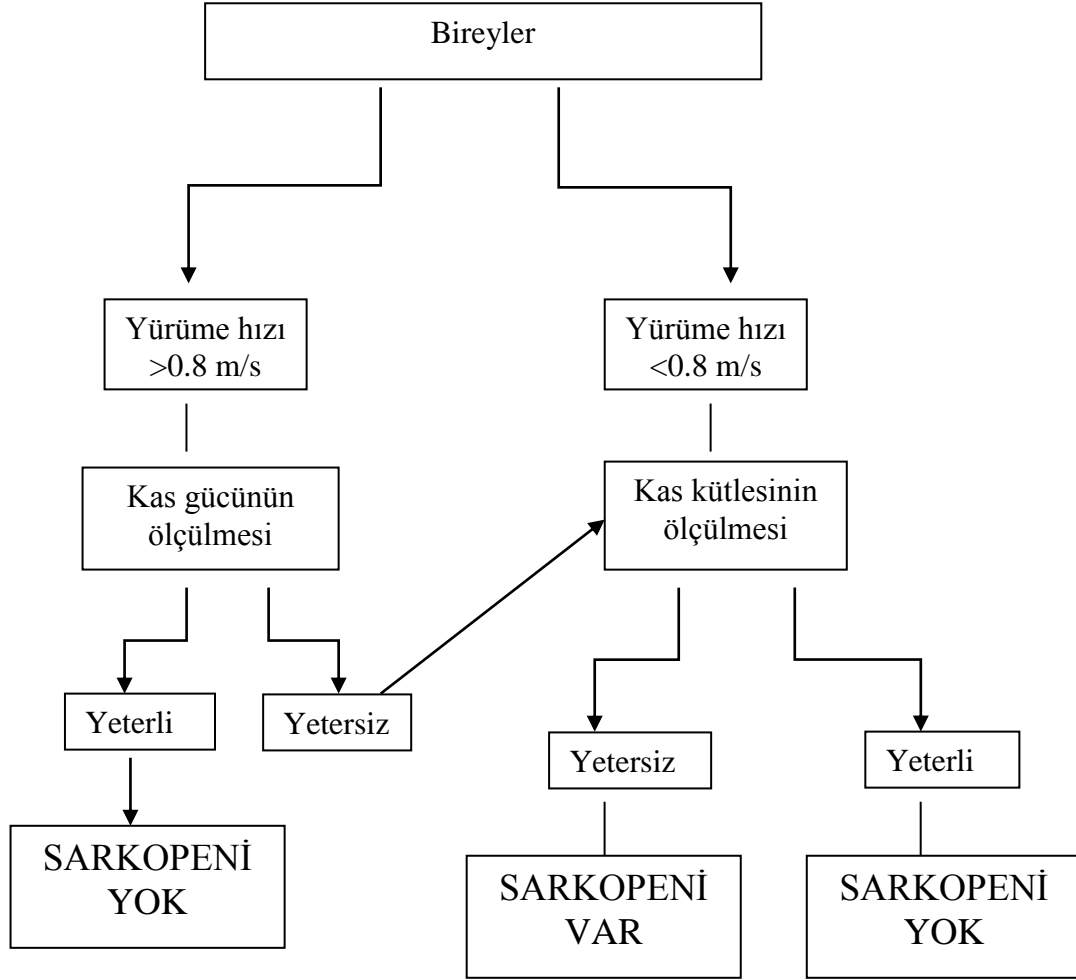 Bireyler
Yürüme hızı
>0.8 m/s
Yürüme hızı
<0.8 m/s
Kas gücünün
ölçülmesi
Kas kütlesinin
ölçülmesi
Yeterli
Yetersiz
Yetersiz
Yeterli
SARKOPENİ
YOK
SARKOPENİ
VAR
SARKOPENİ
YOK